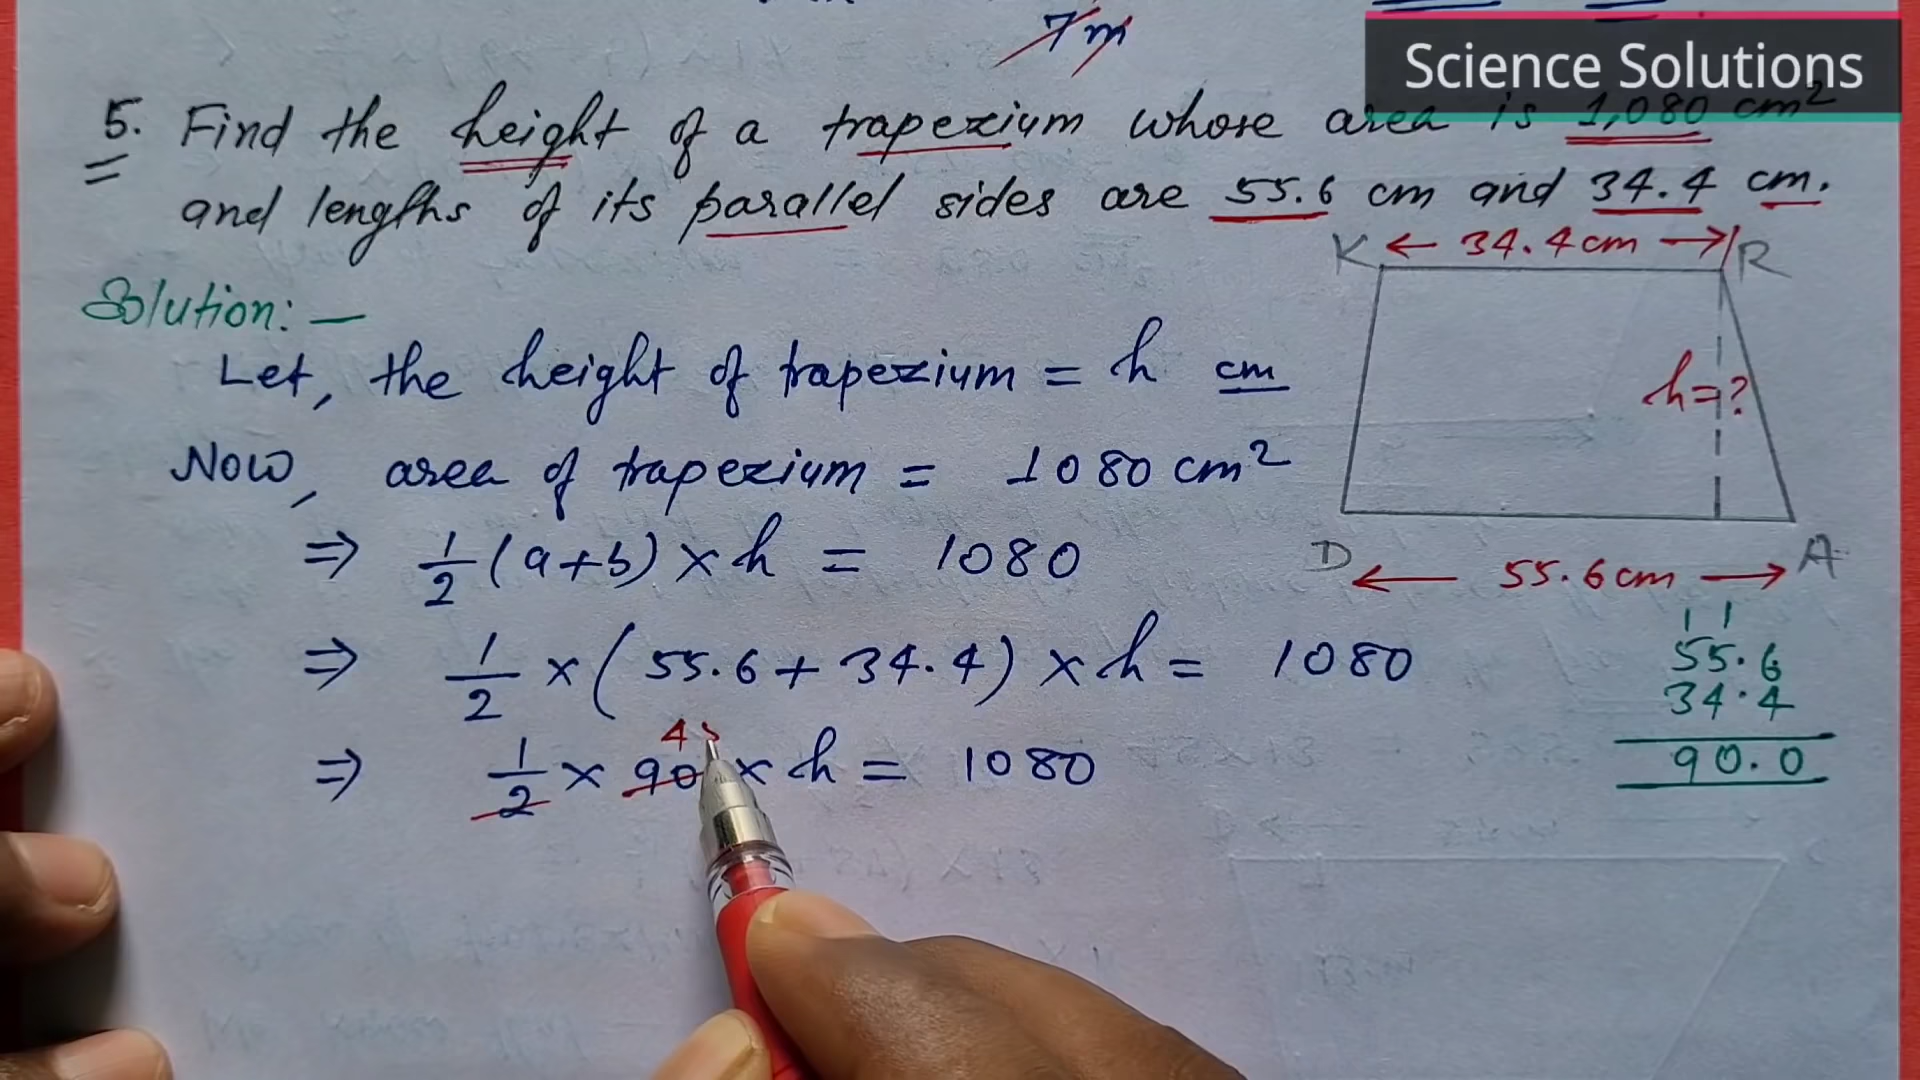 7m
Science Solutions
5. Find the height of a trapezium whose area is 1,080 cm²
and lengths of its parallel sides are 55.6 cm and 34.4 cm.
K ← 34.4cm → R
Solution:—
Let, the height of trapezium = h cm
h=?
Now, area of trapezium = 1080 cm²
⇒ 1/2 (a+b) × h = 1080
D ← 55.6cm → A
⇒ 1/2 × (55.6 + 34.4) × h = 1080
1 1
55.6
34.4
90.0
⇒ 1/2 × 90 × h = 1080